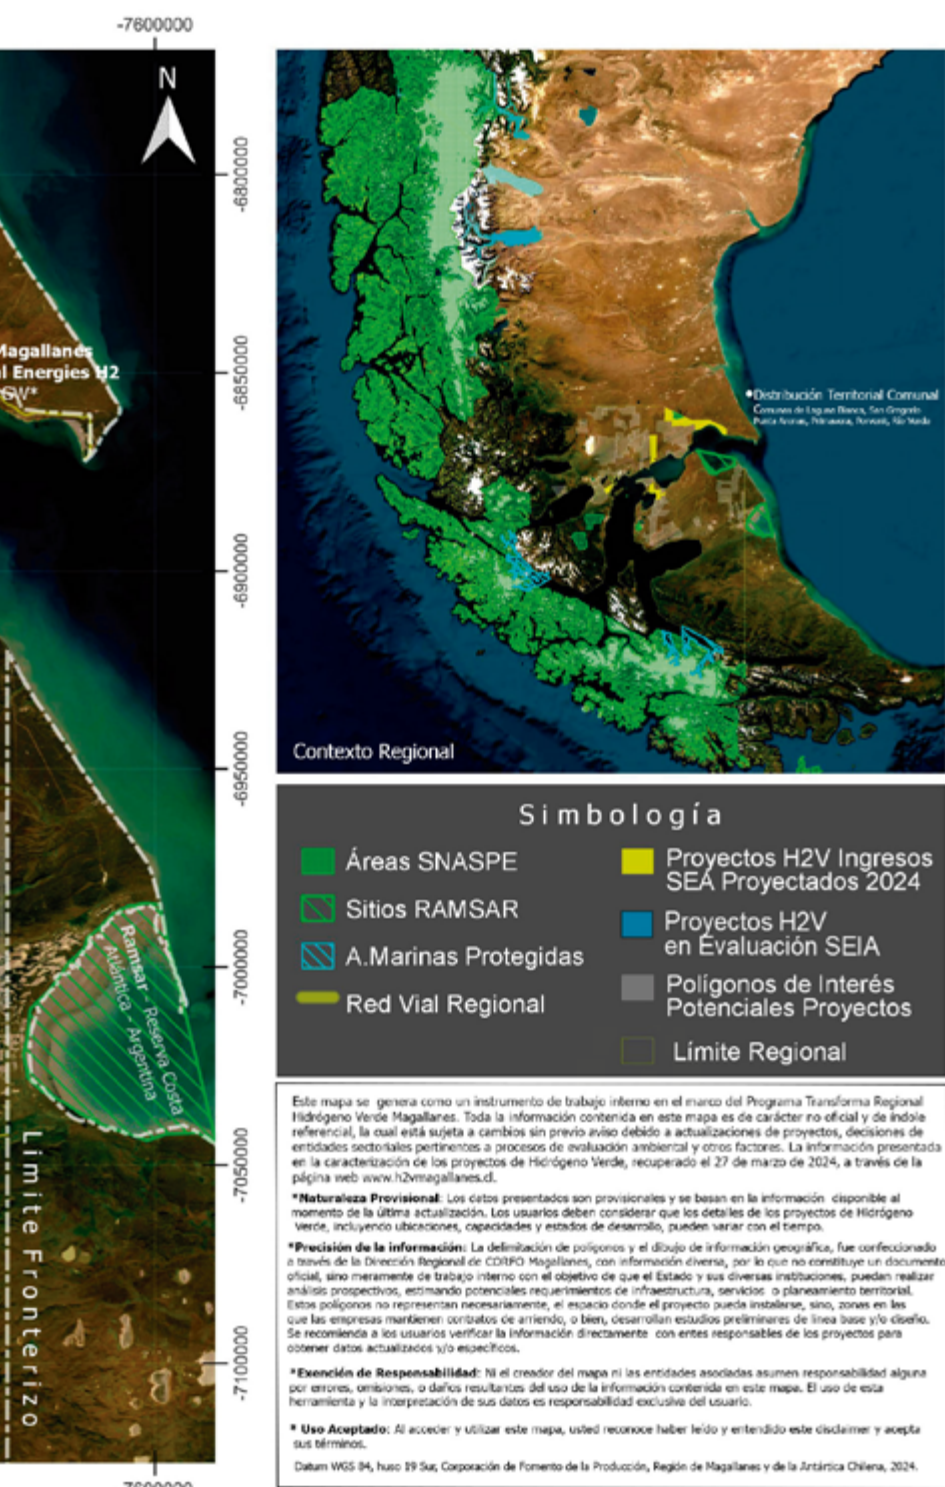 -7600000
N
-6800000
Magallanes
l Energies H2
GW*
-6850000
-6900000
-6950000
-7000000
Ramsar - Reserva Costa
Atlántica - Argentina
-7050000
Límite Fronterizo
-7100000
-7600000
Distribución Territorial Comunal
Comunas de Laguna Blanca, San Gregorio
Punta Arenas, Primavera, Porvenir, Río Verde
Contexto Regional
Simbología
Áreas SNASPE
Sitios RAMSAR
A.Marinas Protegidas
Red Vial Regional
Proyectos H2V Ingresos
SEA Proyectados 2024
Proyectos H2V
en Evaluación SEIA
Polígonos de Interés
Potenciales Proyectos
Límite Regional
Este mapa se genera como un instrumento de trabajo interno en el marco del Programa Transforma Regional
Hidrógeno Verde Magallanes. Toda la información contenida en este mapa es de carácter no oficial y de índole
referencial, la cual está sujeta a cambios sin previo aviso debido a actualizaciones de proyectos, decisiones de
entidades sectoriales pertinentes a procesos de evaluación ambiental y otros factores. La información presentada
en la caracterización de los proyectos de Hidrógeno Verde, recuperado el 27 de marzo de 2024, a través de la
página web www.h2vmagallanes.cl.
*Naturaleza Provisional: Los datos presentados son provisionales y se basan en la información disponible al
momento de la última actualización. Los usuarios deben considerar que los detalles de los proyectos de Hidrógeno
Verde, incluyendo ubicaciones, capacidades y estados de desarrollo, pueden variar con el tiempo.
*Precisión de la información: La delimitación de polígonos y el dibujo de información geográfica, fue confeccionado
a través de la Dirección Regional de CORFO Magallanes, con información diversa, por lo que no constituye un documento
oficial, sino meramente de trabajo interno con el objetivo de que el Estado y sus diversas instituciones, puedan realizar
análisis prospectivos, estimando potenciales requerimientos de infraestructura, servicios o planeamiento territorial.
Estos polígonos no representan necesariamente, el espacio donde el proyecto pueda instalarse, sino, zonas en las
que las empresas mantienen contratos de arriendo, o bien, desarrollan estudios preliminares de línea base y/o diseño.
Se recomienda a los usuarios verificar la información directamente con entes responsables de los proyectos para
obtener datos actualizados y/o específicos.
*Exención de Responsabilidad: Ni el creador del mapa ni las entidades asociadas asumen responsabilidad alguna
por errores, omisiones, o daños resultantes del uso de la información contenida en este mapa. El uso de esta
herramienta y la interpretación de sus datos es responsabilidad exclusiva del usuario.
* Uso Aceptado: Al acceder y utilizar este mapa, usted reconoce haber leído y entendido este disclaimer y acepta
sus términos.
Datum WGS 84, huso 19 Sur, Corporación de Fomento de la Producción, Región de Magallanes y de la Antártica Chilena, 2024.